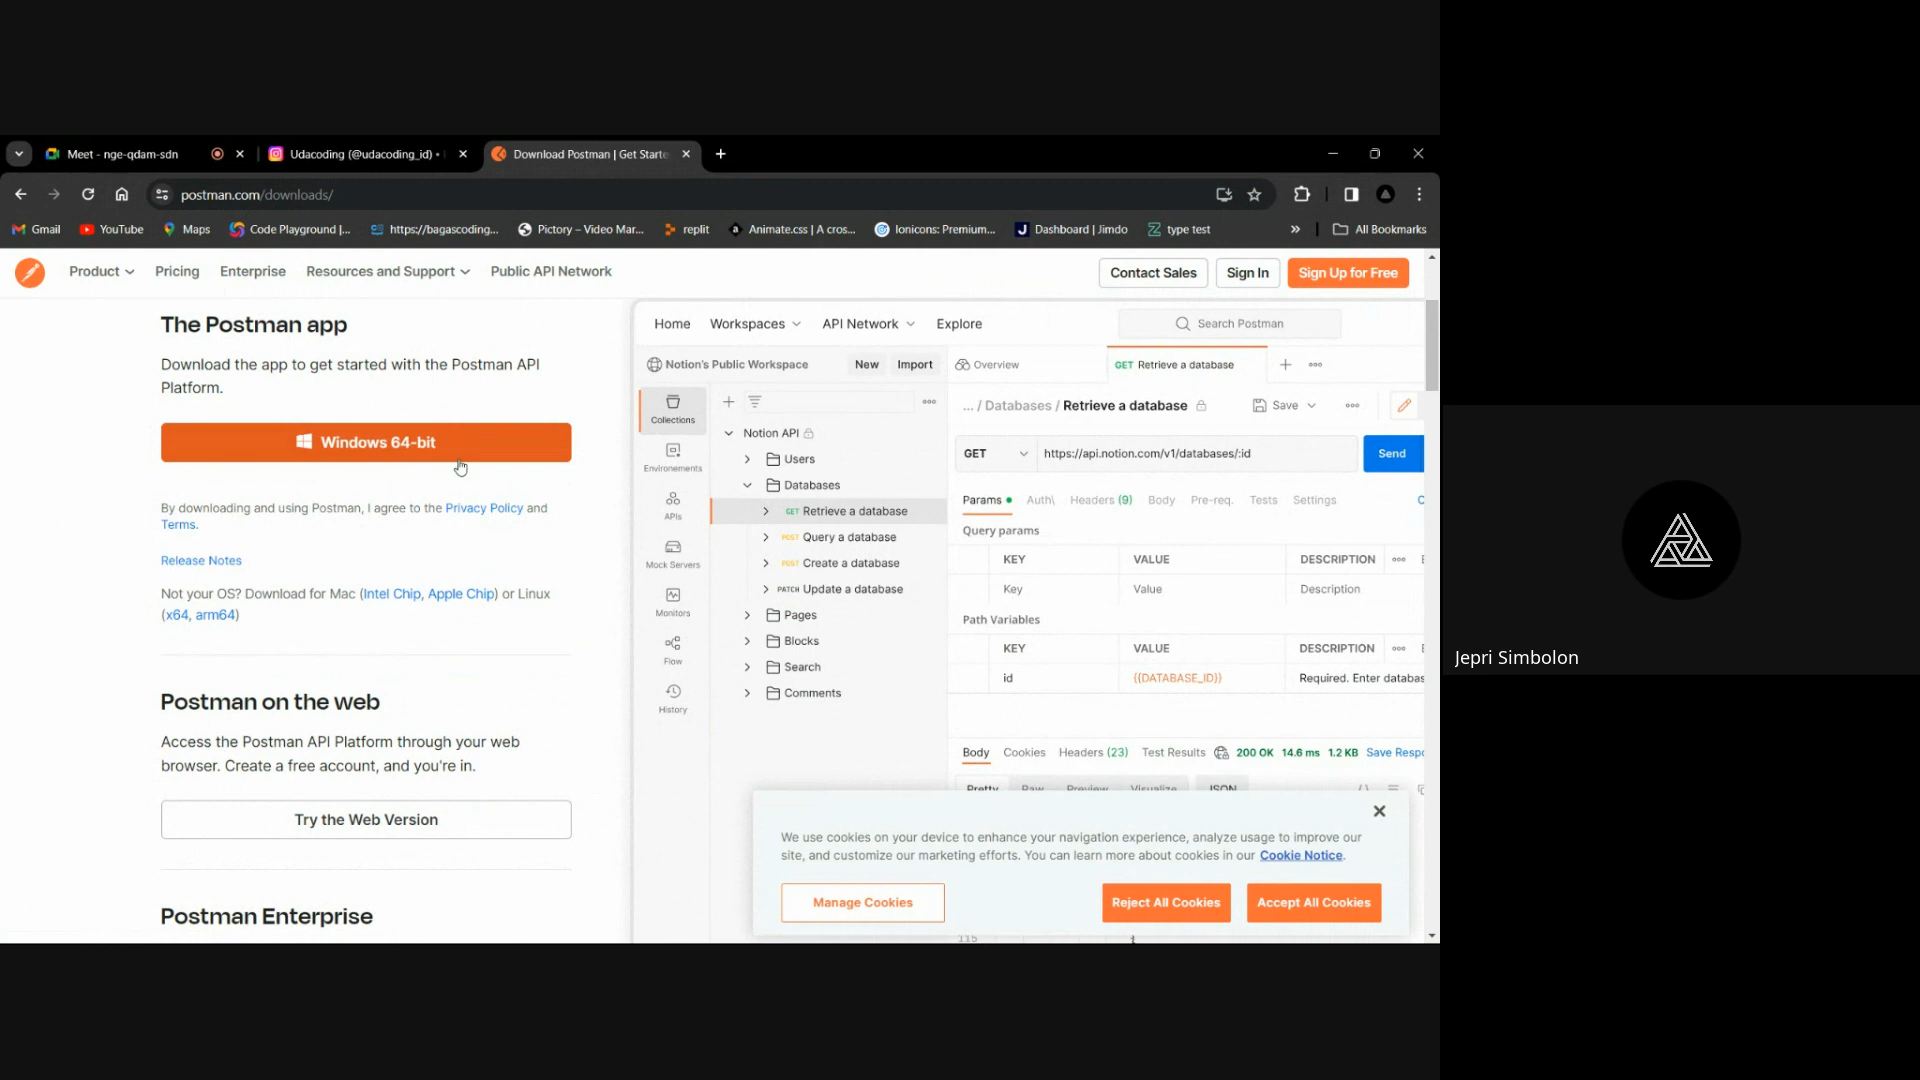 Meet - nge-qdam-sdn
Udacoding (@udacoding_id) •
Download Postman | Get Starte
postman.com/downloads/
Gmail
YouTube
Maps
Code Playground |...
https://bagascoding...
Pictory – Video Mar...
replit
Animate.css | A cros...
Ionicons: Premium...
Dashboard | Jimdo
type test
»
All Bookmarks
Product
Pricing
Enterprise
Resources and Support
Public API Network
Contact Sales
Sign In
Sign Up for Free
The Postman app
Download the app to get started with the Postman API
Platform.
Windows 64-bit
By downloading and using Postman, I agree to the Privacy Policy and
Terms.
Release Notes
Not your OS? Download for Mac (Intel Chip, Apple Chip) or Linux
(x64, arm64)
Postman on the web
Access the Postman API Platform through your web
browser. Create a free account, and you're in.
Try the Web Version
Postman Enterprise
Home
Workspaces
API Network
Explore
Search Postman
Notion's Public Workspace
New
Import
Overview
GET Retrieve a database
Collections
Environements
APIs
Mock Servers
Monitors
Flow
History
Notion API
Users
Databases
GET Retrieve a database
POST Query a database
POST Create a database
PATCH Update a database
Pages
Blocks
Search
Comments
... / Databases / Retrieve a database
Save
GET
https://api.notion.com/v1/databases/:id
Send
Params
Auth\
Headers (9)
Body
Pre-req.
Tests
Settings
C
Query params
KEY
VALUE
DESCRIPTION
Key
Value
Description
Path Variables
KEY
VALUE
DESCRIPTION
id
{{DATABASE_ID}}
Required. Enter databas
Body
Cookies
Headers (23)
Test Results
200 OK
14.6 ms
1.2 KB
Save Respo
Pretty
Raw
Preview
Visualize
JSON
We use cookies on your device to enhance your navigation experience, analyze usage to improve our
site, and customize our marketing efforts. You can learn more about cookies in our Cookie Notice.
Manage Cookies
Reject All Cookies
Accept All Cookies
115
Jepri Simbolon